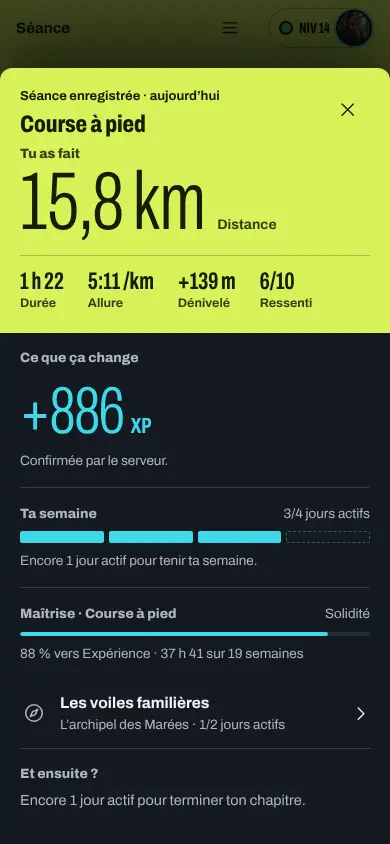 Séance
NIV 14
Séance enregistrée · aujourd'hui
Course à pied
Tu as fait
15,8 km Distance
1 h 22 5:11 /km +139 m 6/10
Durée Allure Dénivelé Ressenti
Ce que ça change
+886 XP
Confirmée par le serveur.
Ta semaine 3/4 jours actifs
Encore 1 jour actif pour tenir ta semaine.
Maîtrise · Course à pied Solidité
88 % vers Expérience · 37 h 41 sur 19 semaines
Les voiles familières
L'archipel des Marées · 1/2 jours actifs
Et ensuite ?
Encore 1 jour actif pour terminer ton chapitre.